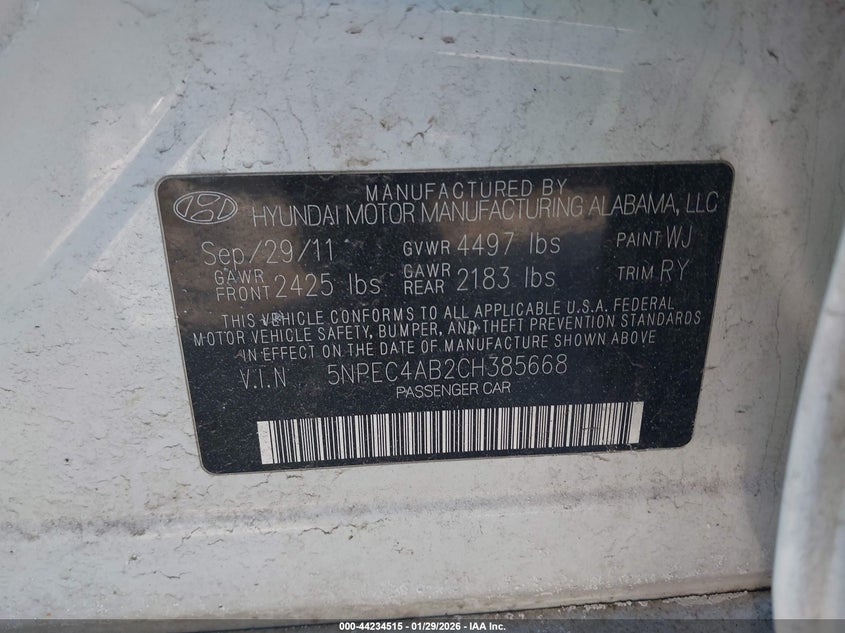 MANUFACTURED BY
HYUNDAI MOTOR MANUFACTURING ALABAMA, LLC
Sep/29/11 GVWR 4497 lbs PAINT WJ
GAWR FRONT 2425 lbs GAWR REAR 2183 lbs TRIM RY
THIS VEHICLE CONFORMS TO ALL APPLICABLE U.S.A. FEDERAL
MOTOR VEHICLE SAFETY, BUMPER, AND THEFT PREVENTION STANDARDS
IN EFFECT ON THE DATE OF MANUFACTURE SHOWN ABOVE
V.I.N 5NPEC4AB2CH385668
PASSENGER CAR
000-44234515 - 01/29/2026 - IAA Inc.